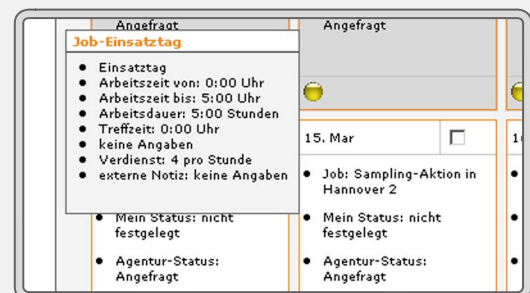 Angefragt
Angefragt
Job-Einsatztag
Einsatztag
Arbeitszeit von: 0:00 Uhr
Arbeitszeit bis: 5:00 Uhr
Arbeitsdauer: 5:00 Stunden
Treffzeit: 0:00 Uhr
keine Angaben
Verdienst: 4 pro Stunde
externe Notiz: keine Angaben
Mein Status: nicht
festgelegt
Agentur-Status:
Angefragt
15. Mar
Job: Sampling-Aktion in
Hannover 2
Mein Status: nicht
festgelegt
Agentur-Status:
Angefragt